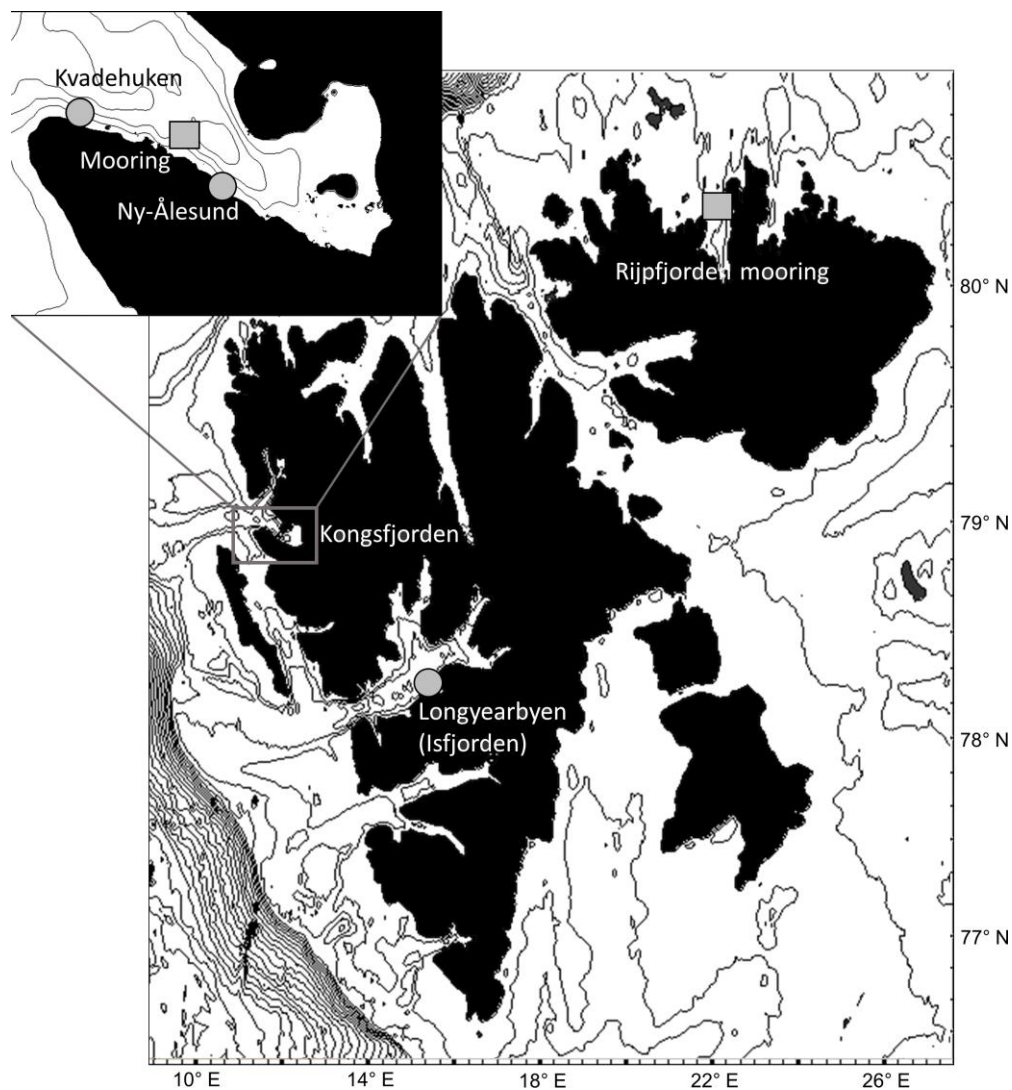 Kvadehuken
Mooring
Ny-Ålesund
Rijpfjorden mooring
80° N
79° N
Kongsfjorden
Longyearbyen
(Isfjorden)
78° N
77° N
10° E
14° E
18° E
22° E
26° E